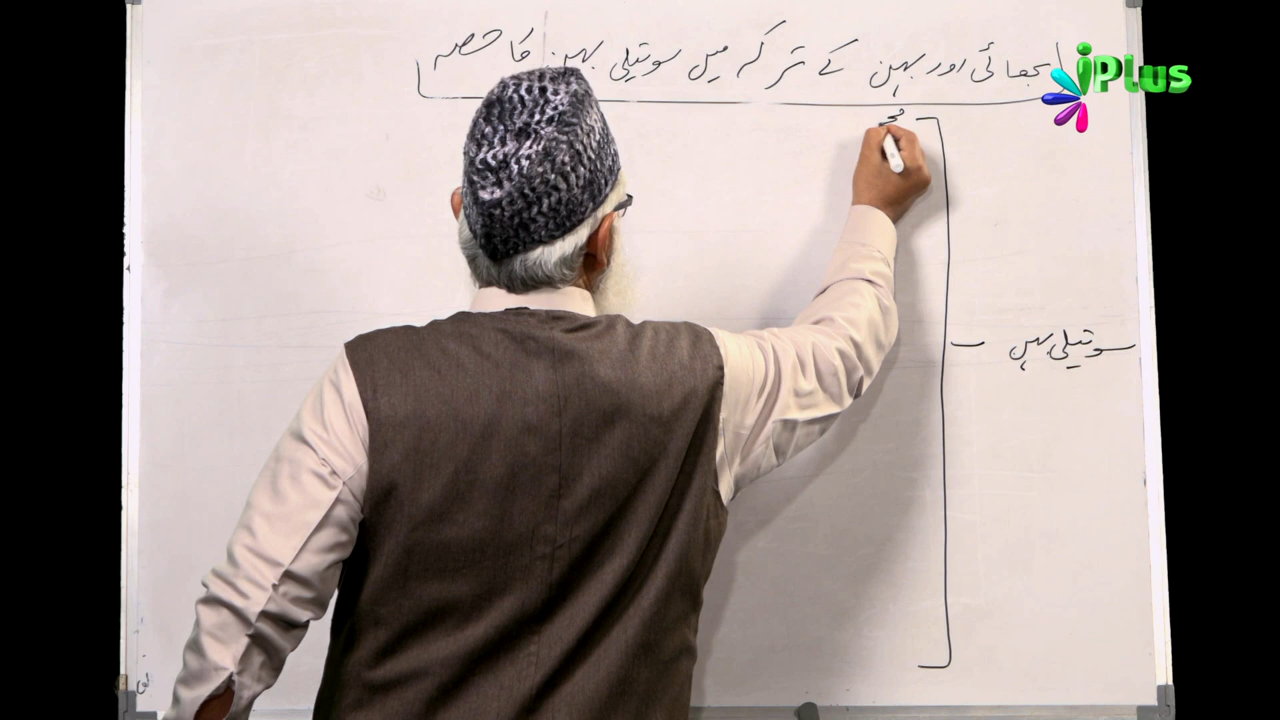 بھائی اور بہن کے ترکہ میں سوتیلی بہن کا حصہ
iPlus
سوتیلی بہن